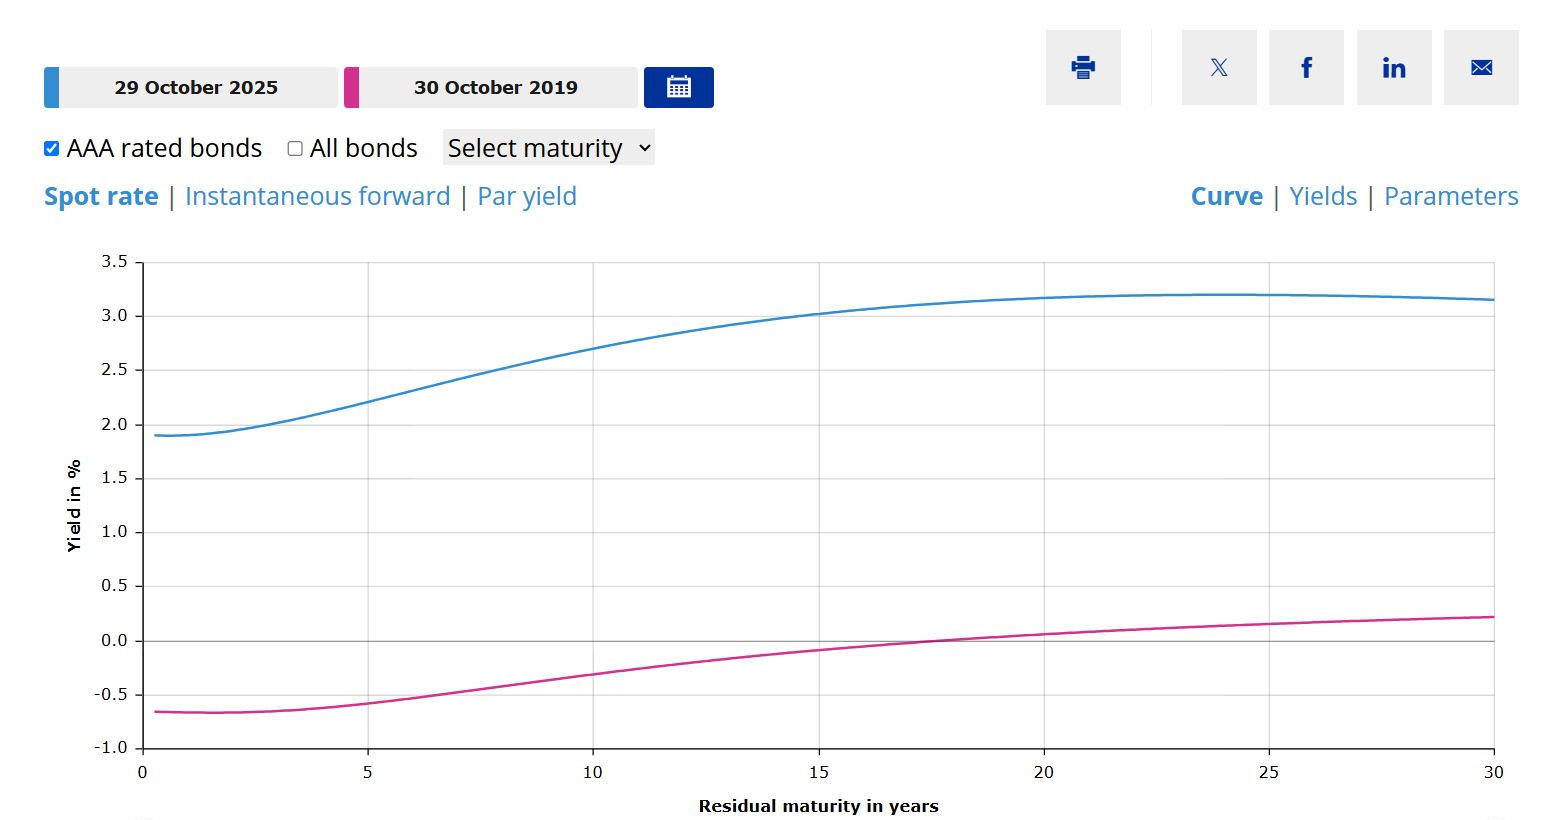 29 October 2025 30 October 2019
AAA rated bonds All bonds Select maturity
Spot rate | Instantaneous forward | Par yield Curve | Yields | Parameters
3.5
3.0
2.5
2.0
1.5
1.0
0.5
0.0
-0.5
-1.0
Yield in %
0 5 10 15 20 25 30
Residual maturity in years